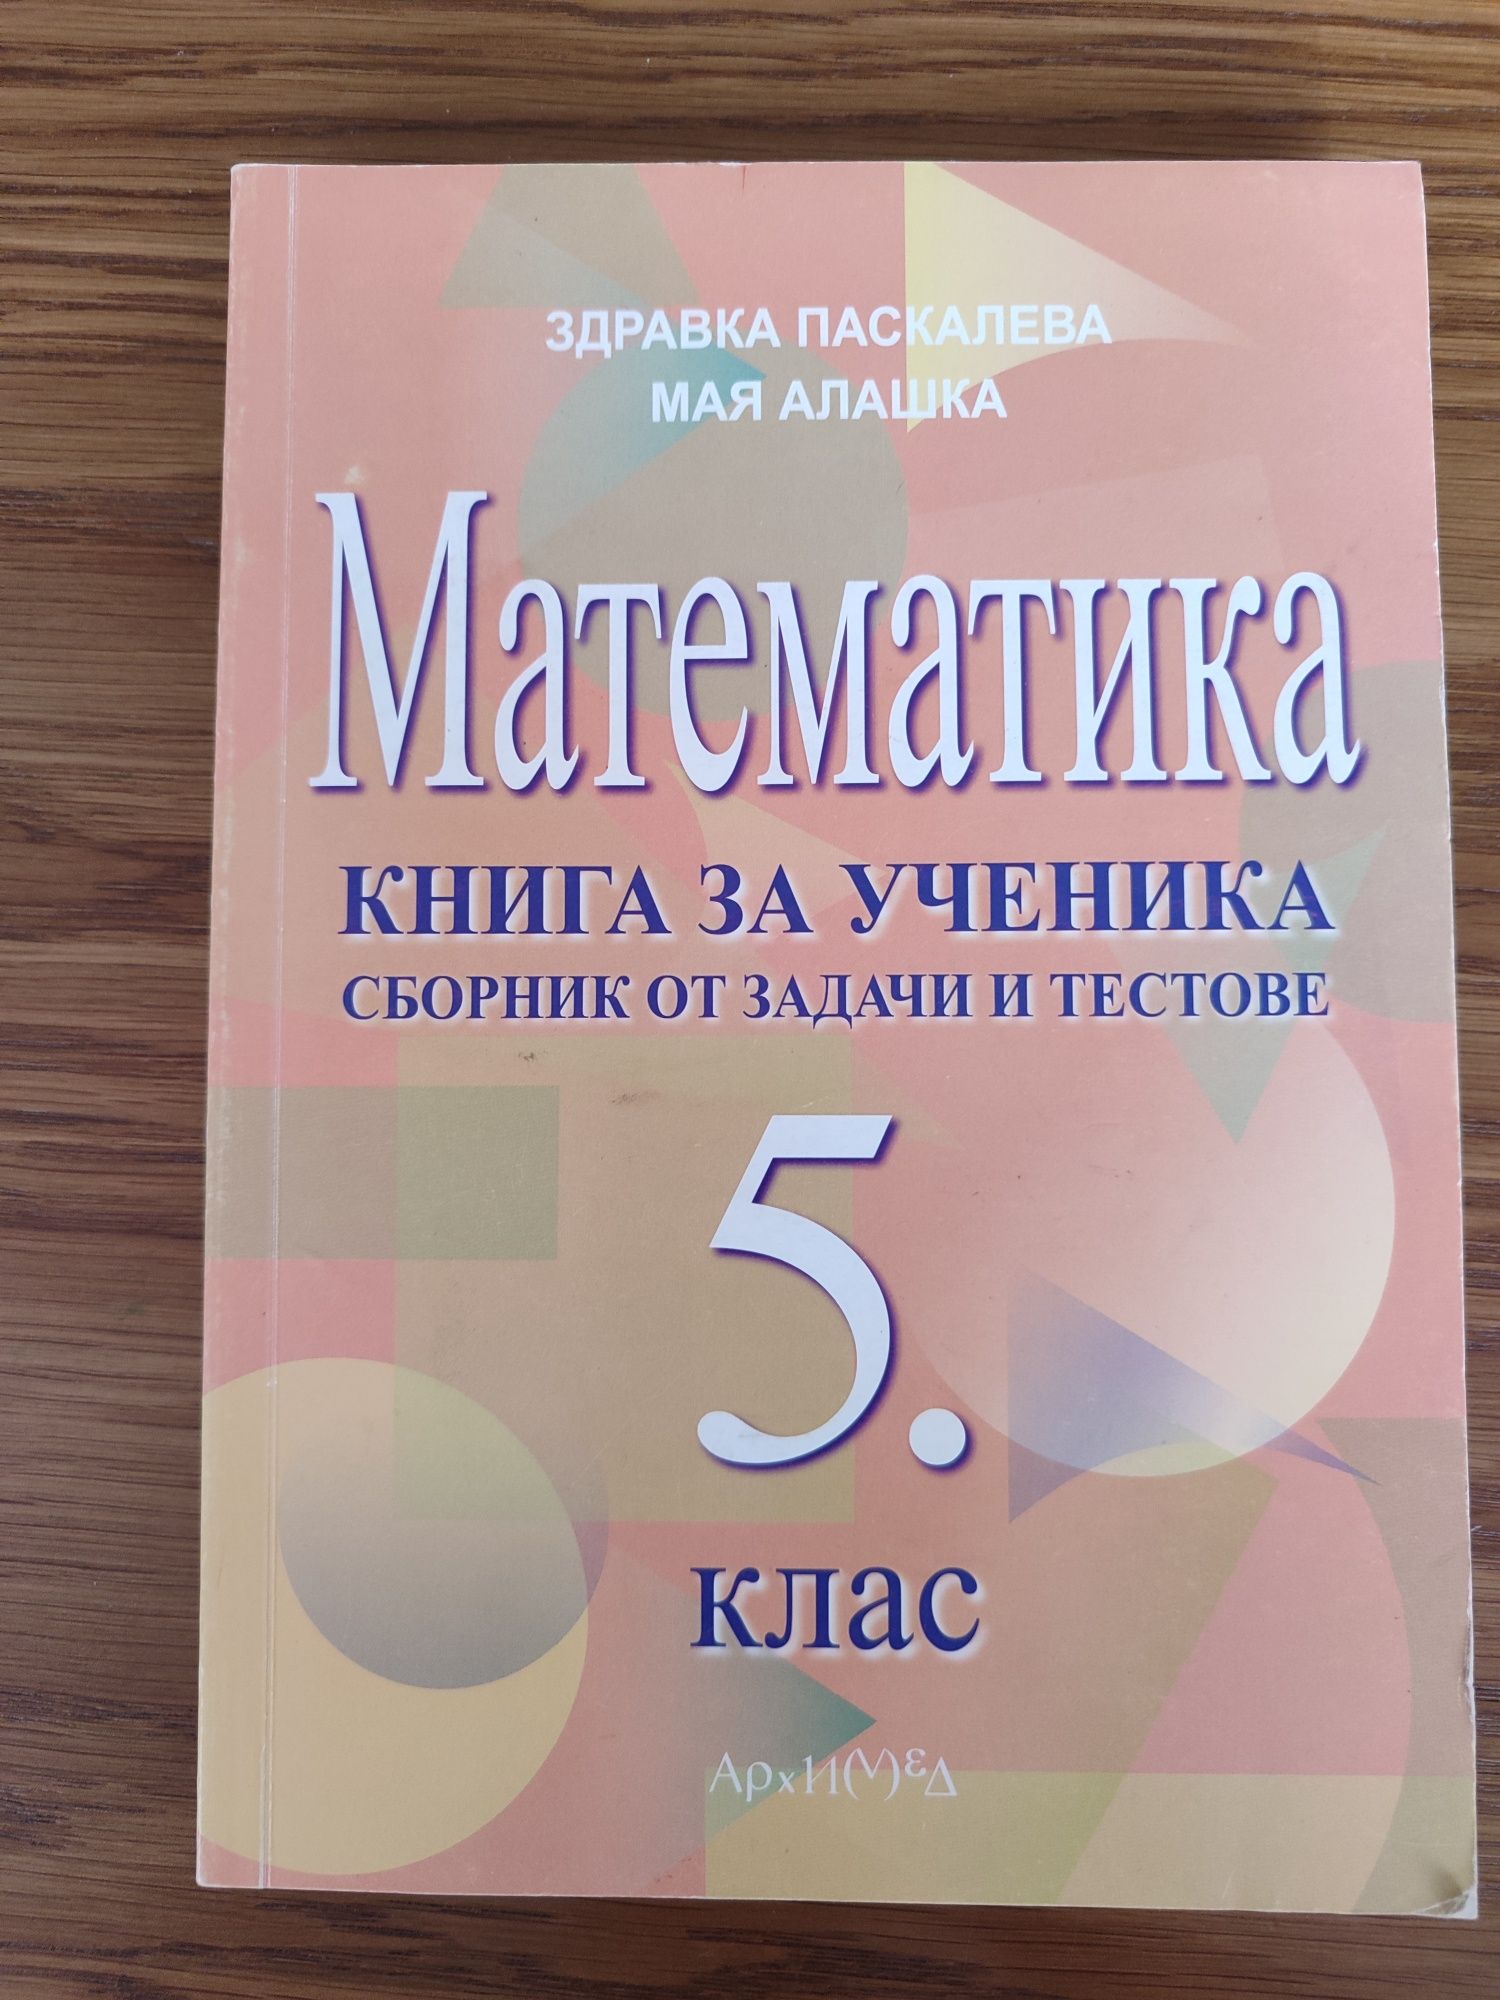 ЗДРАВКА ПАСКАЛЕВА
МАЯ АЛАШКА
Математика
КНИГА ЗА УЧЕНИКА
СБОРНИК ОТ ЗАДАЧИ И ТЕСТОВЕ
5.
клас
АрхИМЕД